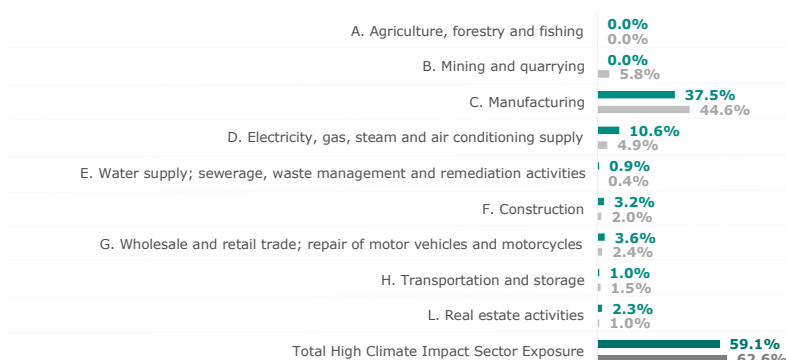 A. Agriculture, forestry and fishing 0.0%
0.0%
B. Mining and quarrying 0.0%
5.8%
C. Manufacturing 37.5%
44.6%
D. Electricity, gas, steam and air conditioning supply 10.6%
4.9%
E. Water supply; sewerage, waste management and remediation activities 0.9%
0.4%
F. Construction 3.2%
2.0%
G. Wholesale and retail trade; repair of motor vehicles and motorcycles 3.6%
2.4%
H. Transportation and storage 1.0%
1.5%
L. Real estate activities 2.3%
1.0%
Total High Climate Impact Sector Exposure 59.1%
62.6%